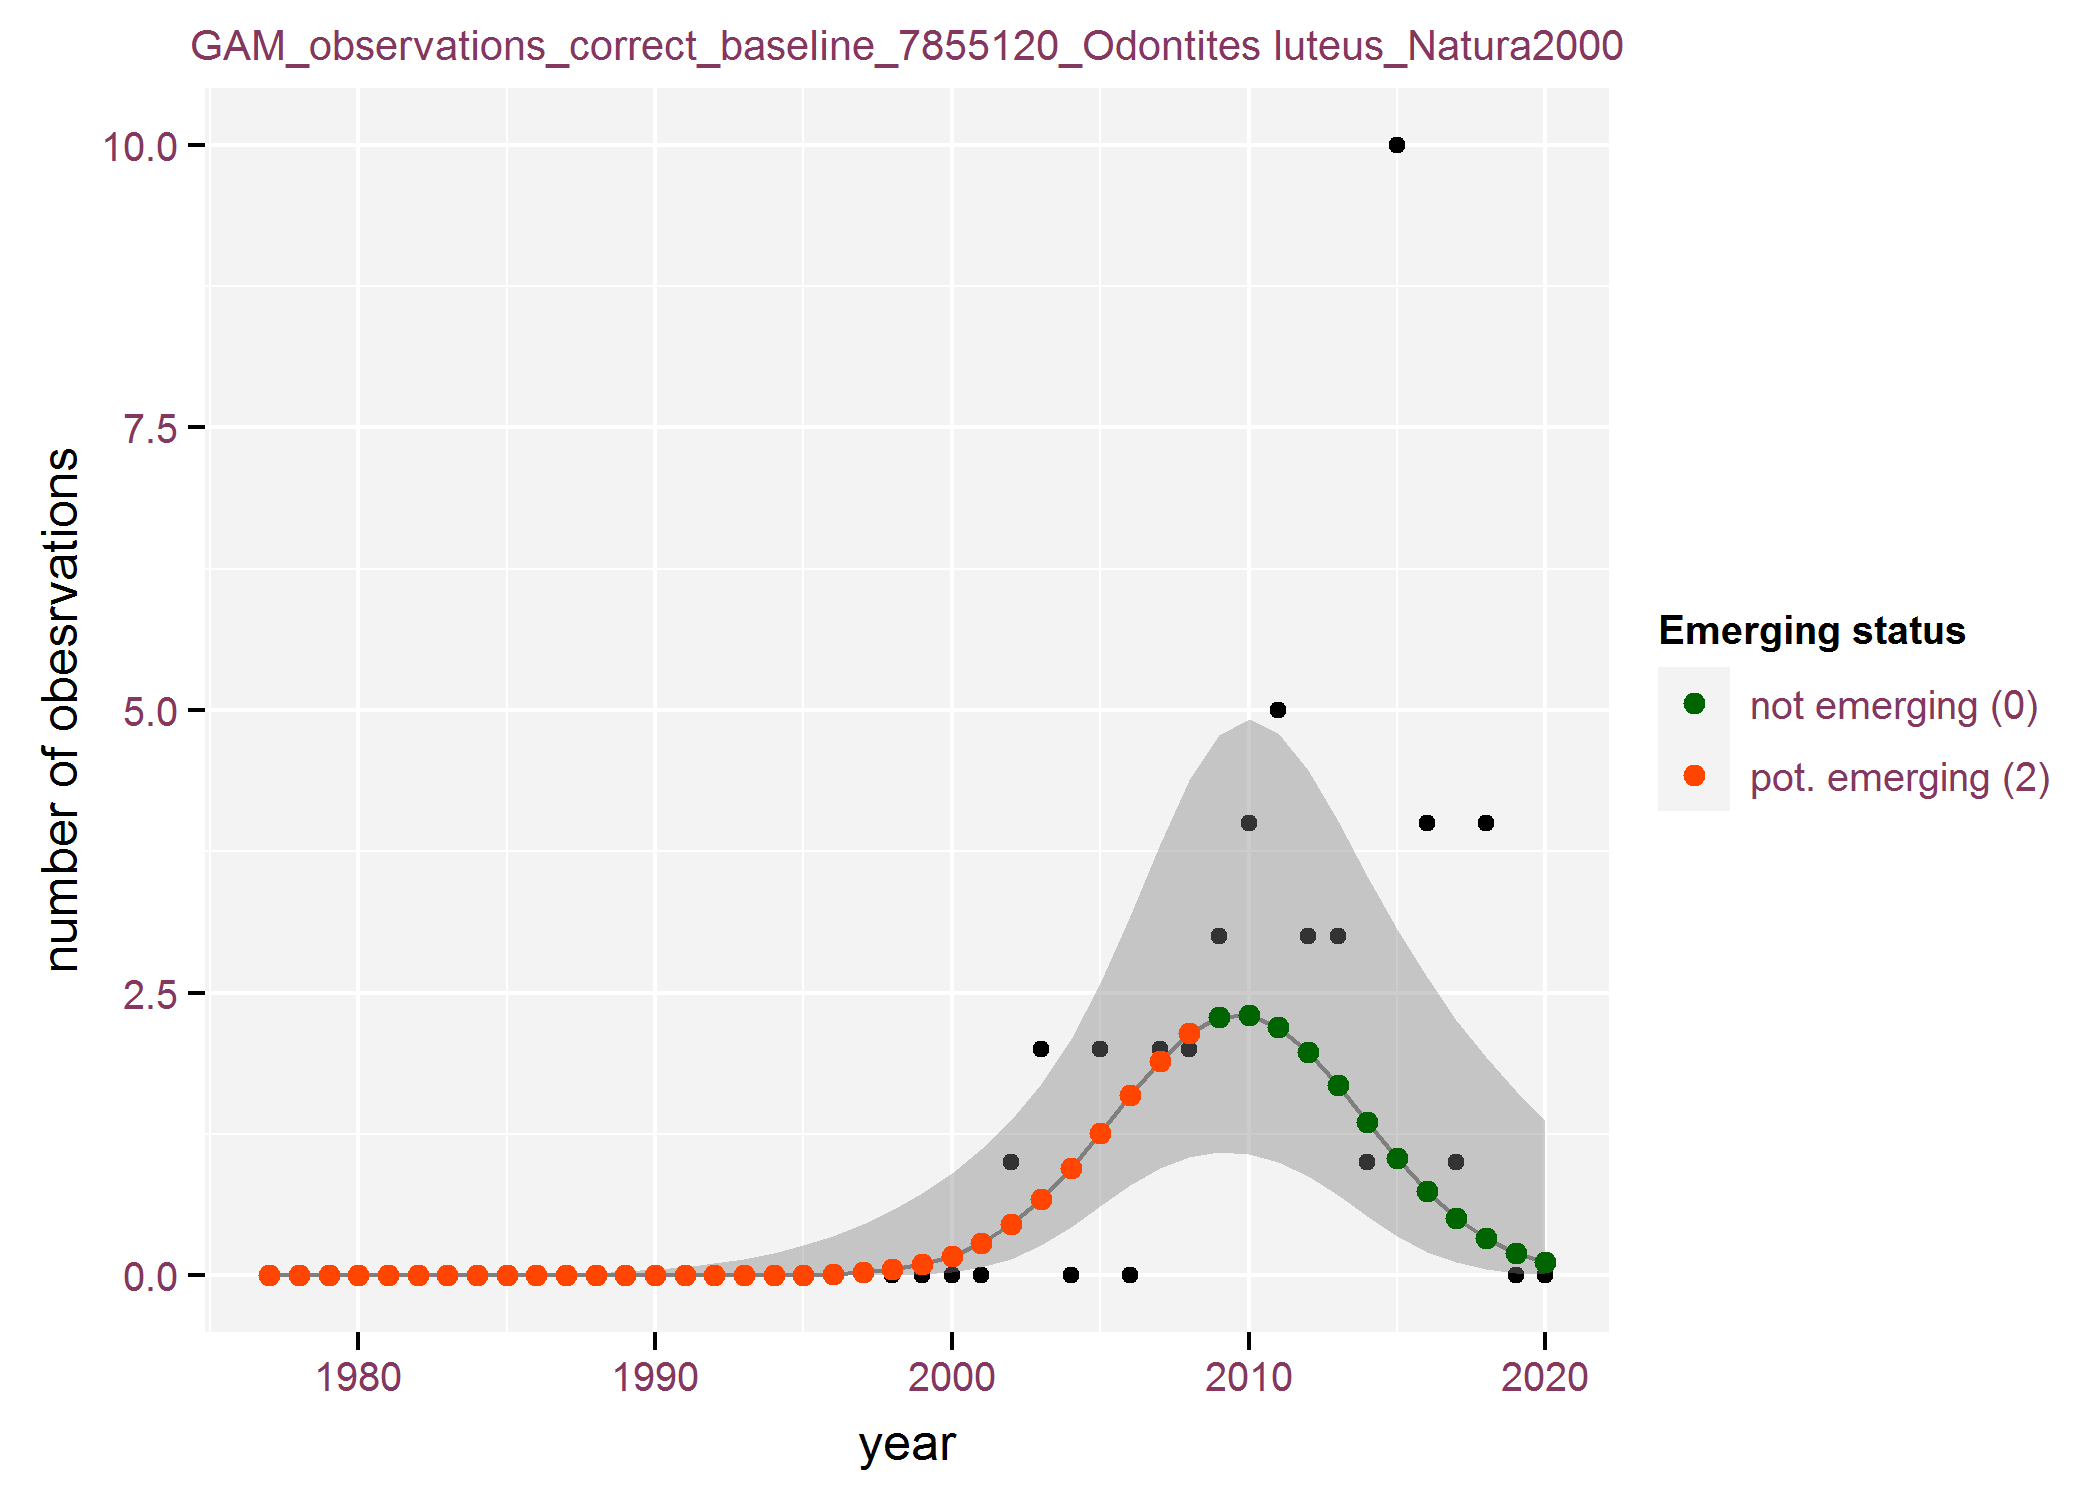 GAM_observations_correct_baseline_7855120_Odontites luteus_Natura2000
number of obesrvations
10.0
7.5
5.0
2.5
0.0
1980
1990
2000
2010
2020
year
Emerging status
not emerging (0)
pot. emerging (2)